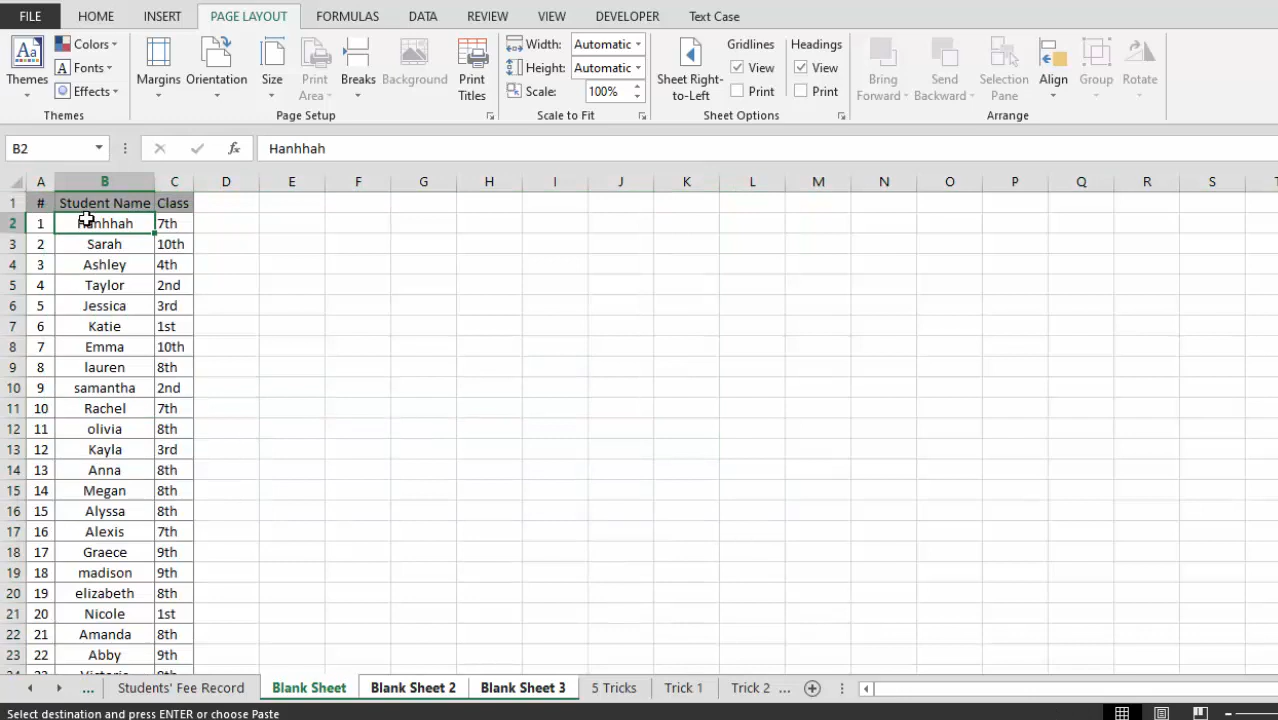 FILE HOME INSERT PAGE LAYOUT FORMULAS DATA REVIEW VIEW DEVELOPER Text Case
Aa Themes Colors Fonts Effects
Themes
Margins Orientation Size Print Area Breaks Background Print Titles
Page Setup
Width: Automatic
Height: Automatic
Scale: 100%
Scale to Fit
Sheet Right-to-Left
Gridlines Headings
View View
Print Print
Sheet Options
Bring Forward Send Backward Selection Pane Align Group Rotate
Arrange
B2 fx Hanhhah
A B C D E F G H I J K L M N O P Q R S T
1 # Student Name Class
2 1 Hanhhah 7th
3 2 Sarah 10th
4 3 Ashley 4th
5 4 Taylor 2nd
6 5 Jessica 3rd
7 6 Katie 1st
8 7 Emma 10th
9 8 lauren 8th
10 9 samantha 2nd
11 10 Rachel 7th
12 11 olivia 8th
13 12 Kayla 3rd
14 13 Anna 8th
15 14 Megan 8th
16 15 Alyssa 8th
17 16 Alexis 7th
18 17 Graece 9th
19 18 madison 9th
20 19 elizabeth 8th
21 20 Nicole 1st
22 21 Amanda 8th
23 22 Abby 9th
... Students' Fee Record Blank Sheet Blank Sheet 2 Blank Sheet 3 5 Tricks Trick 1 Trick 2 ...
Select destination and press ENTER or choose Paste